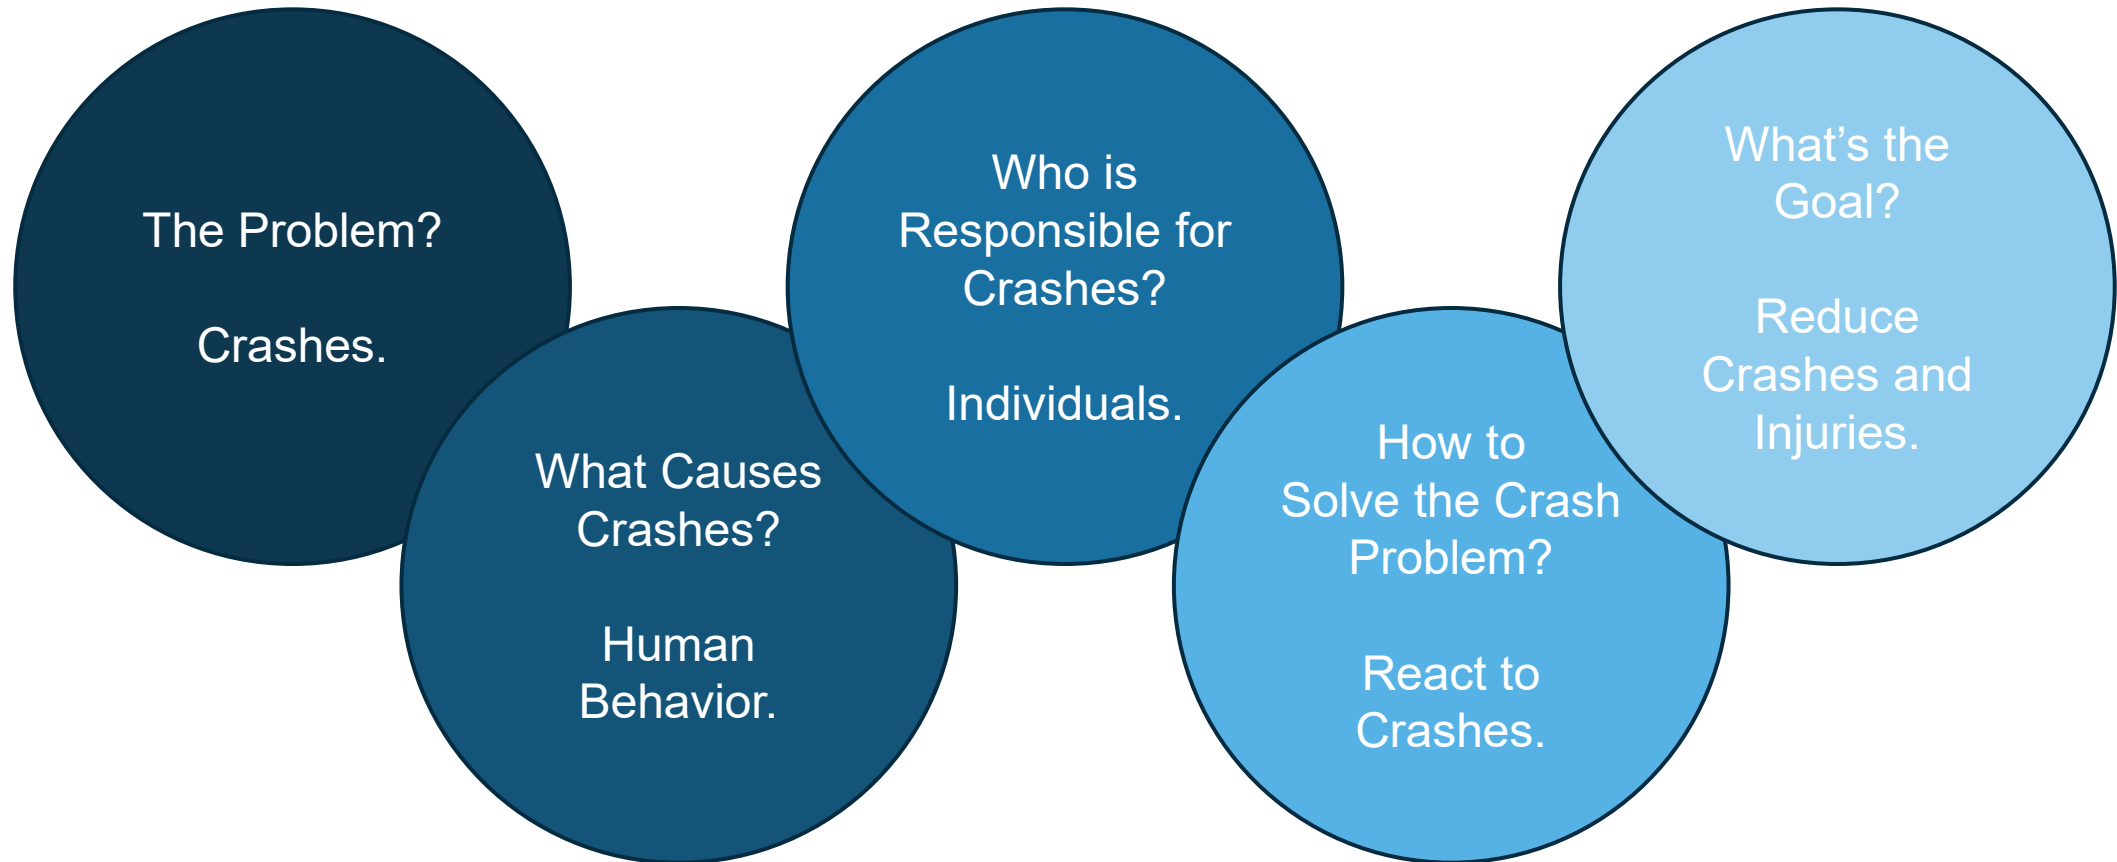 The Problem?
Crashes.
What Causes
Crashes?
Human
Behavior.
Who is
Responsible for
Crashes?
Individuals.
How to
Solve the Crash
Problem?
React to
Crashes.
What’s the
Goal?
Reduce
Crashes and
Injuries.